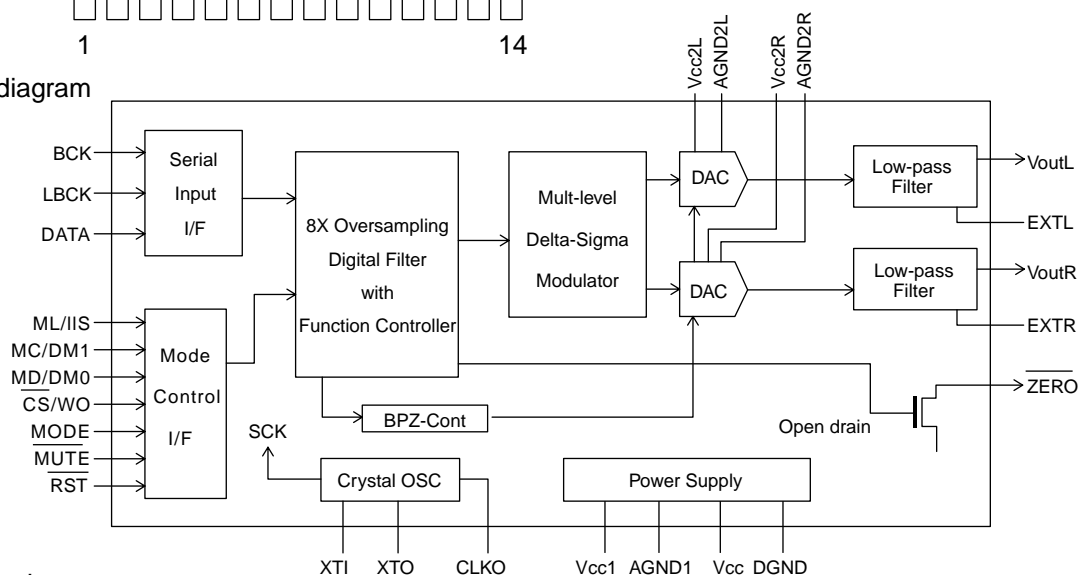 1 14
diagram
Vcc2L
AGND2L
Vcc2R
AGND2R
BCK
LBCK
DATA
Serial
Input
I/F
8X Oversampling
Digital Filter
with
Function Controller
Mult-level
Delta-Sigma
Modulator
DAC
DAC
Low-pass
Filter
Low-pass
Filter
VoutL
EXTL
VoutR
EXTR
ZERO
ML/IIS
MC/DM1
MD/DM0
CS/WO
MODE
MUTE
RST
Mode
Control
I/F
BPZ-Cont
SCK
Open drain
Crystal OSC
Power Supply
XTI XTO CLKO Vcc1 AGND1 Vcc DGND